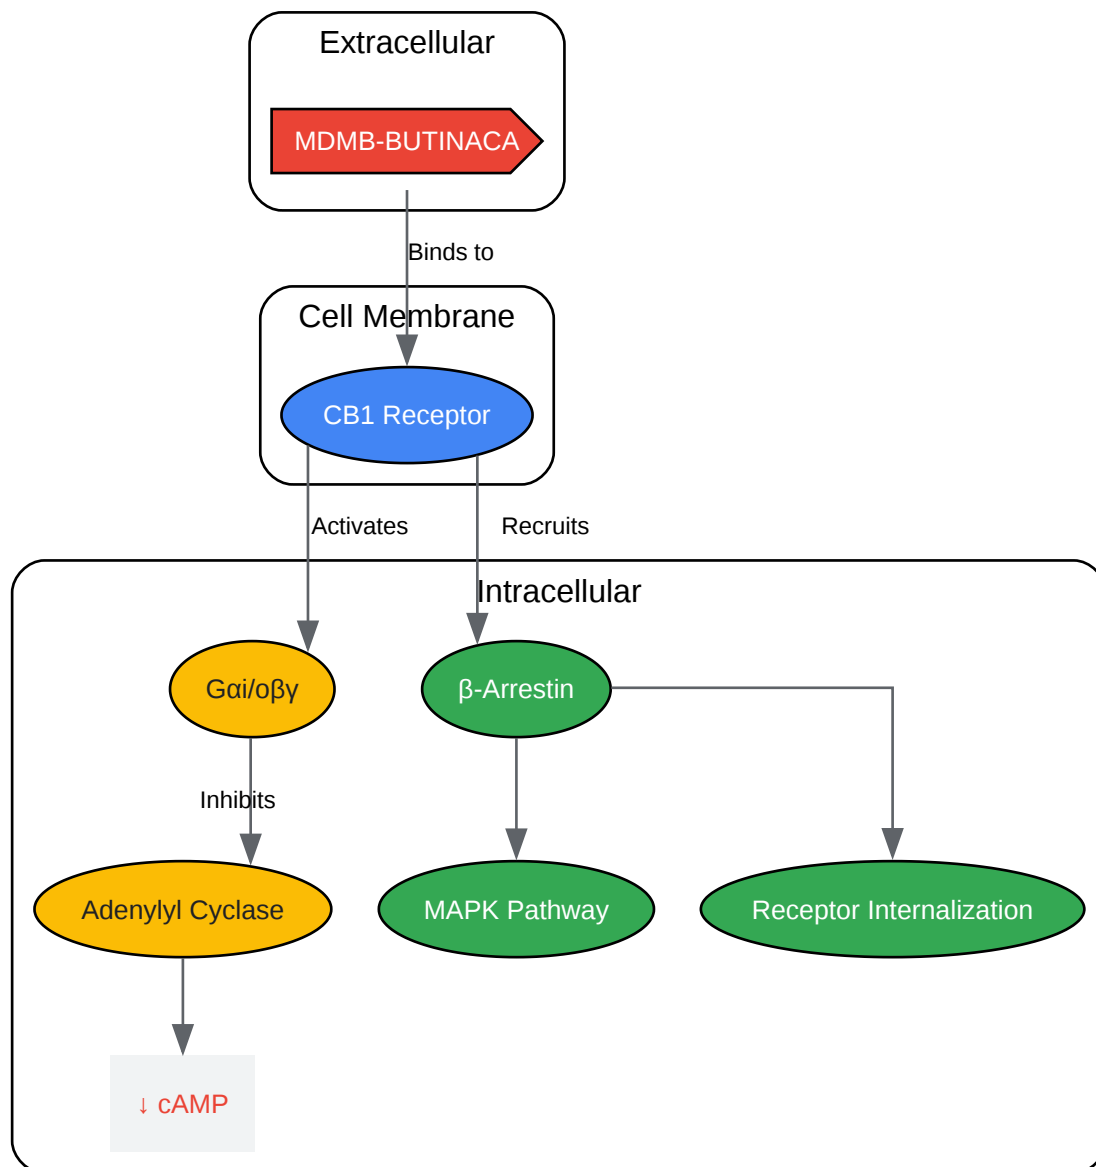 Extracellular
MDMB-BUTINACA
Binds to
Cell Membrane
CB1 Receptor
Activates
Recruits
Intracellular
Gαi/oβγ
β-Arrestin
Inhibits
Adenylyl Cyclase
MAPK Pathway
Receptor Internalization
↓ cAMP